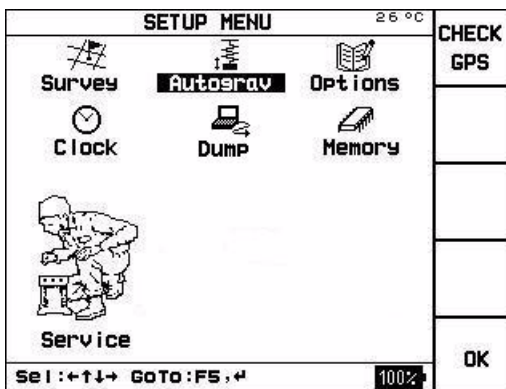 SETUP MENU 26 °C
CHECK GPS
Survey Autograv Options
Clock Dump Memory
Service
OK
Sel:←↑↓→ GoTo:F5,↵ 100%